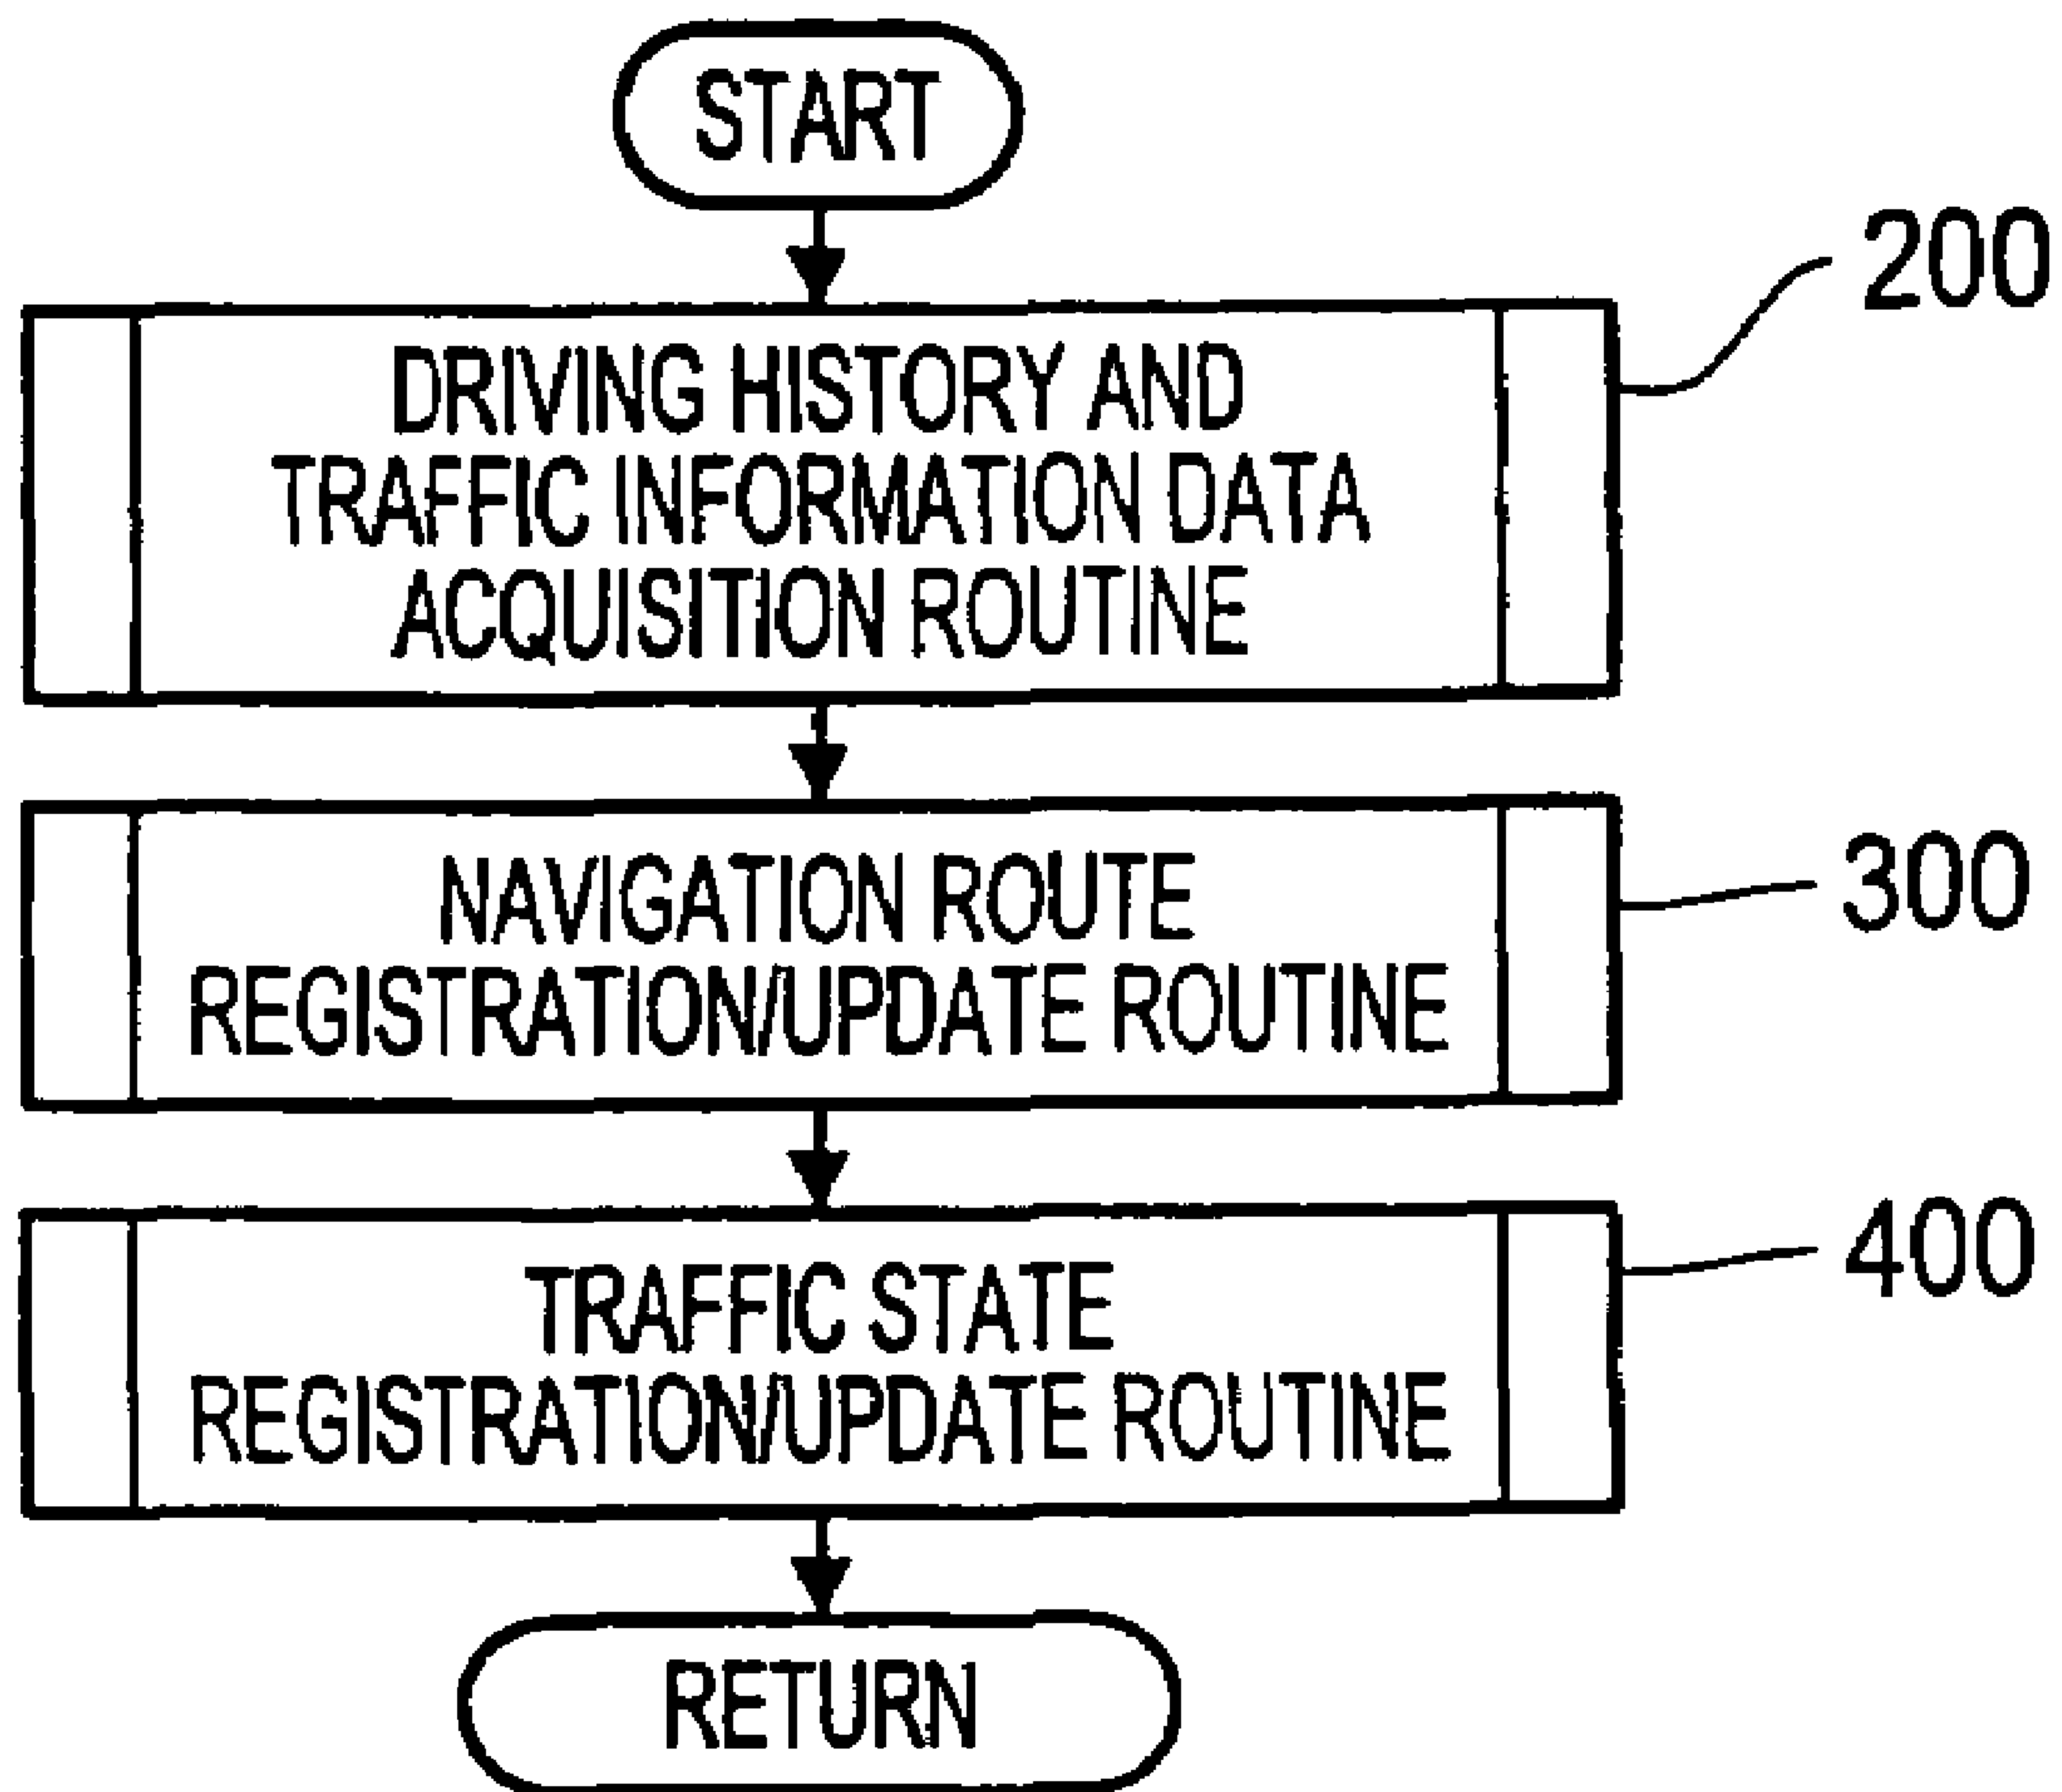 START
200
DRIVING HISTORY AND
TRAFFIC INFORMATION DATA
ACQUISITION ROUTINE
300
NAVIGATION ROUTE
REGISTRATION/UPDATE ROUTINE
400
TRAFFIC STATE
REGISTRATION/UPDATE ROUTINE
RETURN